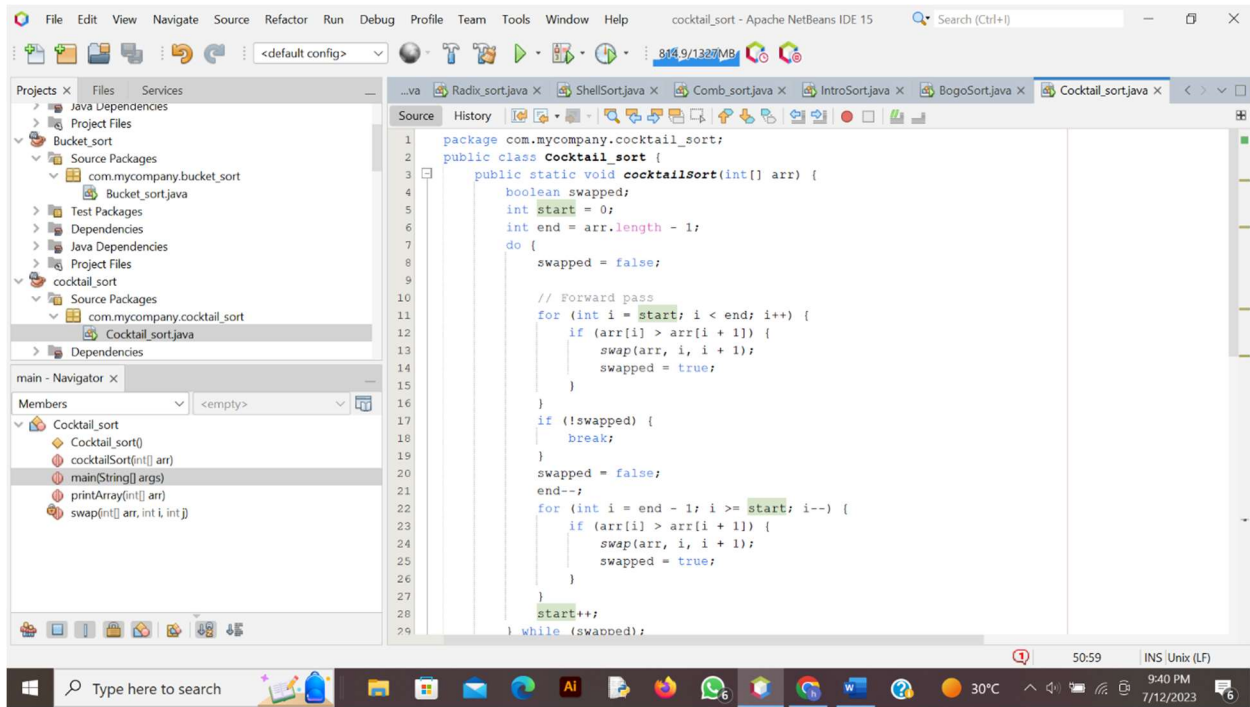 File Edit View Navigate Source Refactor Run Debug Profile Team Tools Window Help cocktail_sort - Apache NetBeans IDE 15 Search (Ctrl+I)
<default config> 814,9/1327MB
Projects Files Services
...va Radix_sort.java ShellSort.java Comb_sort.java IntroSort.java BogoSort.java Cocktail_sort.java
Source History
Java Dependencies
Project Files
Bucket_sort
Source Packages
com.mycompany.bucket_sort
Bucket_sort.java
Test Packages
Dependencies
Java Dependencies
Project Files
cocktail_sort
Source Packages
com.mycompany.cocktail_sort
Cocktail_sort.java
Dependencies
main - Navigator
Members <empty>
Cocktail_sort
Cocktail_sort()
cocktailSort(int[] arr)
main(String[] args)
printArray(int[] arr)
swap(int[] arr, int i, int j)
1 package com.mycompany.cocktail_sort;
2 public class Cocktail_sort {
3 public static void cocktailSort(int[] arr) {
4 boolean swapped;
5 int start = 0;
6 int end = arr.length - 1;
7 do {
8 swapped = false;
9
10 // Forward pass
11 for (int i = start; i < end; i++) {
12 if (arr[i] > arr[i + 1]) {
13 swap(arr, i, i + 1);
14 swapped = true;
15 }
16 }
17 if (!swapped) {
18 break;
19 }
20 swapped = false;
21 end--;
22 for (int i = end - 1; i >= start; i--) {
23 if (arr[i] > arr[i + 1]) {
24 swap(arr, i, i + 1);
25 swapped = true;
26 }
27 }
28 start++;
29 } while (swapped);
1 50:59 INS Unix (LF)
Type here to search Ai 6 30°C 9:40 PM
7/12/2023 6